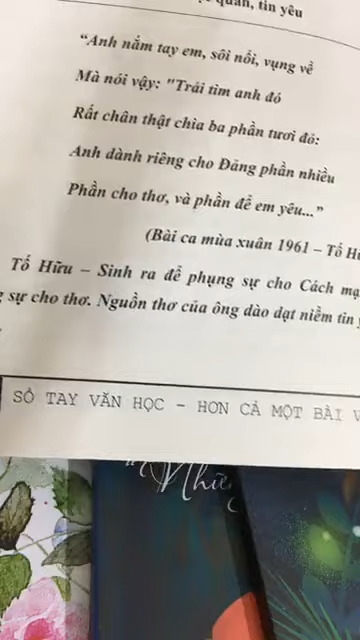 quan, tin yêu
“Anh nắm tay em, sôi nổi, vụng về
Mà nói vậy: "Trái tim anh đó
Rất chân thật chia ba phần tươi đỏ:
Anh dành riêng cho Đảng phần nhiều
Phần cho thơ, và phần để em yêu...”
(Bài ca mùa xuân 1961 – Tố
Tố Hữu – Sinh ra để phụng sự cho Cách
sự cho thơ. Nguồn thơ của ông dào dạt niềm tin
SỔ TAY VĂN HỌC – HƠN CẢ MỘT BÀI